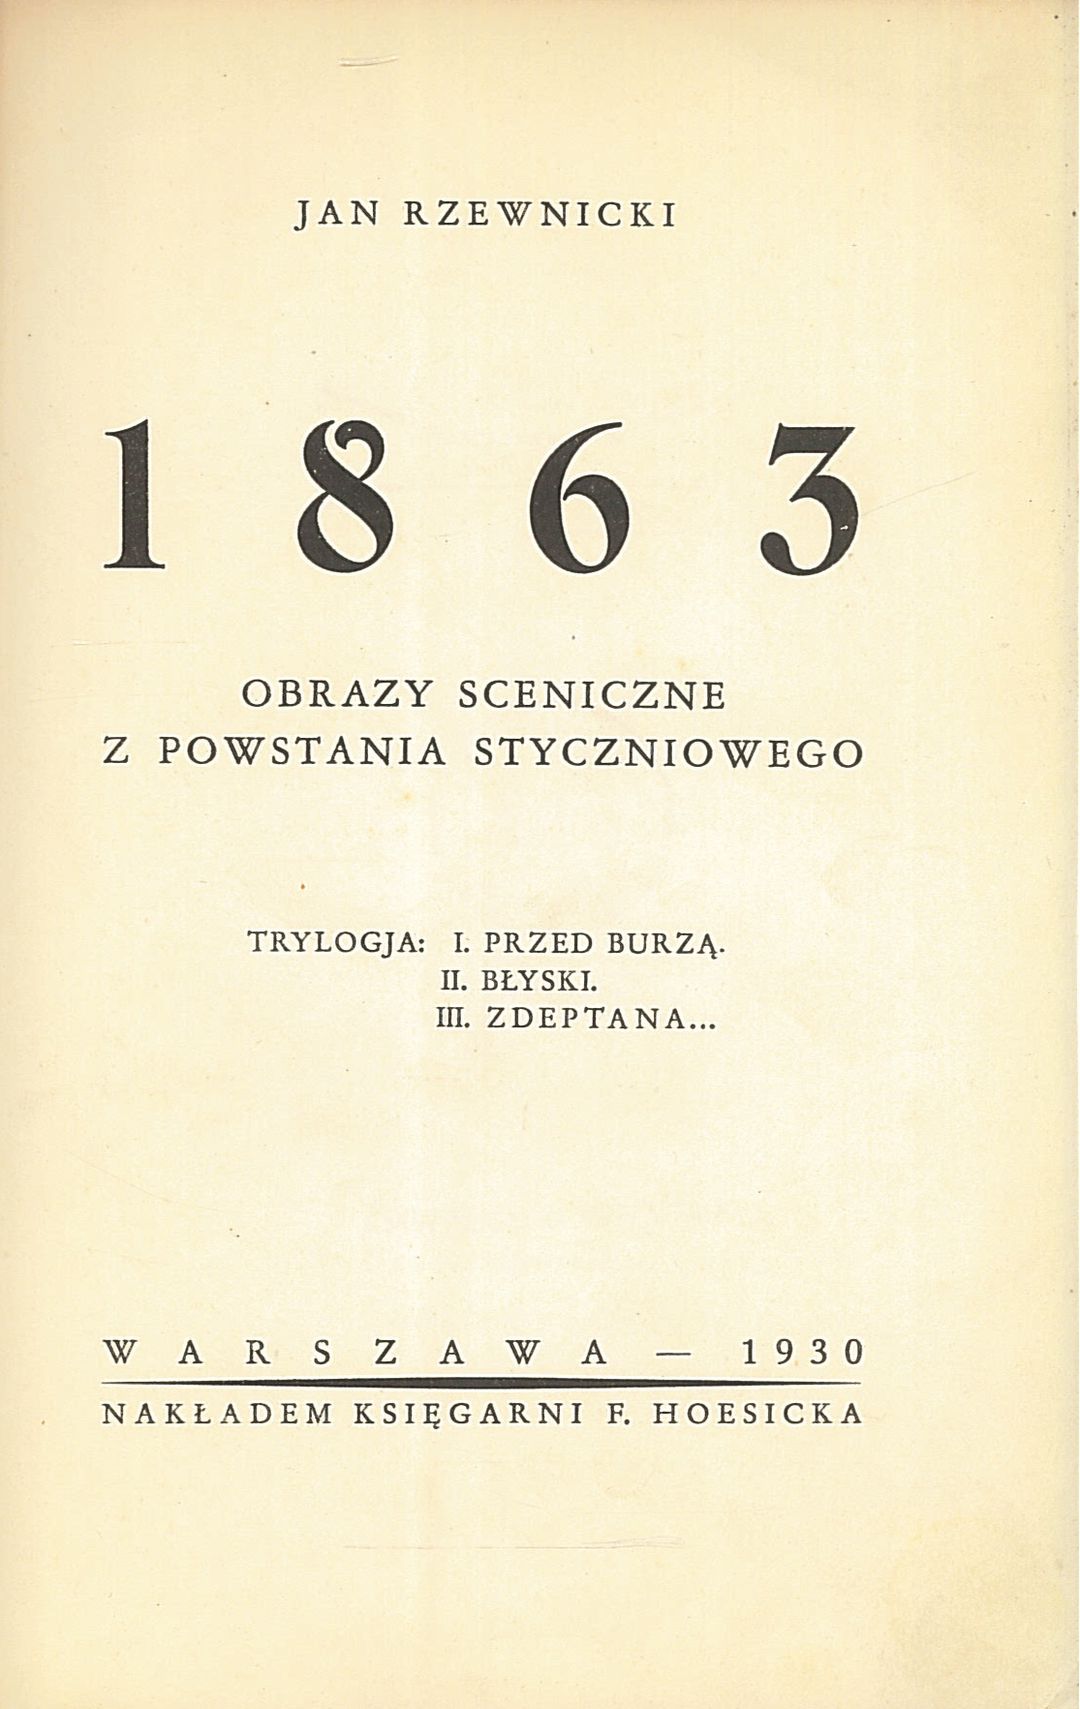 JAN RZEWNICKI
1863
OBRAZY SCENICZNE
Z POWSTANIA STYCZNIOWEGO
TRYLOGJA: I. PRZED BURZĄ.
II. BŁYSKI.
III. ZDEPTANA...
WARSZAWA — 1930
NAKŁADEM KSIĘGARNI F. HOESICKA